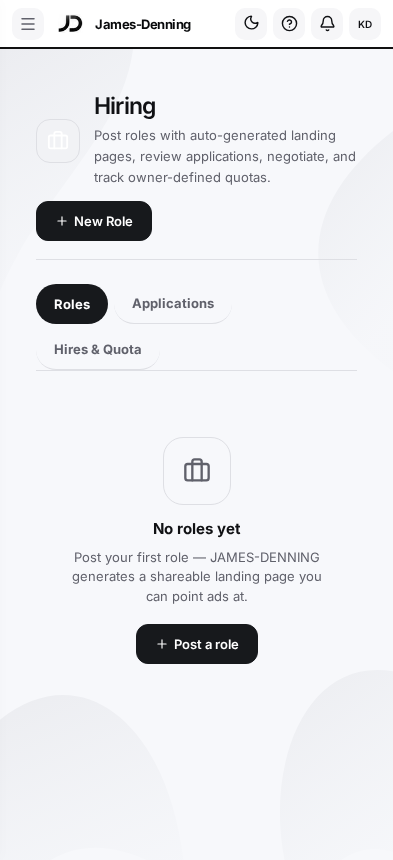 James-Denning
KD
Hiring
Post roles with auto-generated landing
pages, review applications, negotiate, and
track owner-defined quotas.
+ New Role
Roles
Applications
Hires & Quota
No roles yet
Post your first role — JAMES-DENNING
generates a shareable landing page you
can point ads at.
+ Post a role